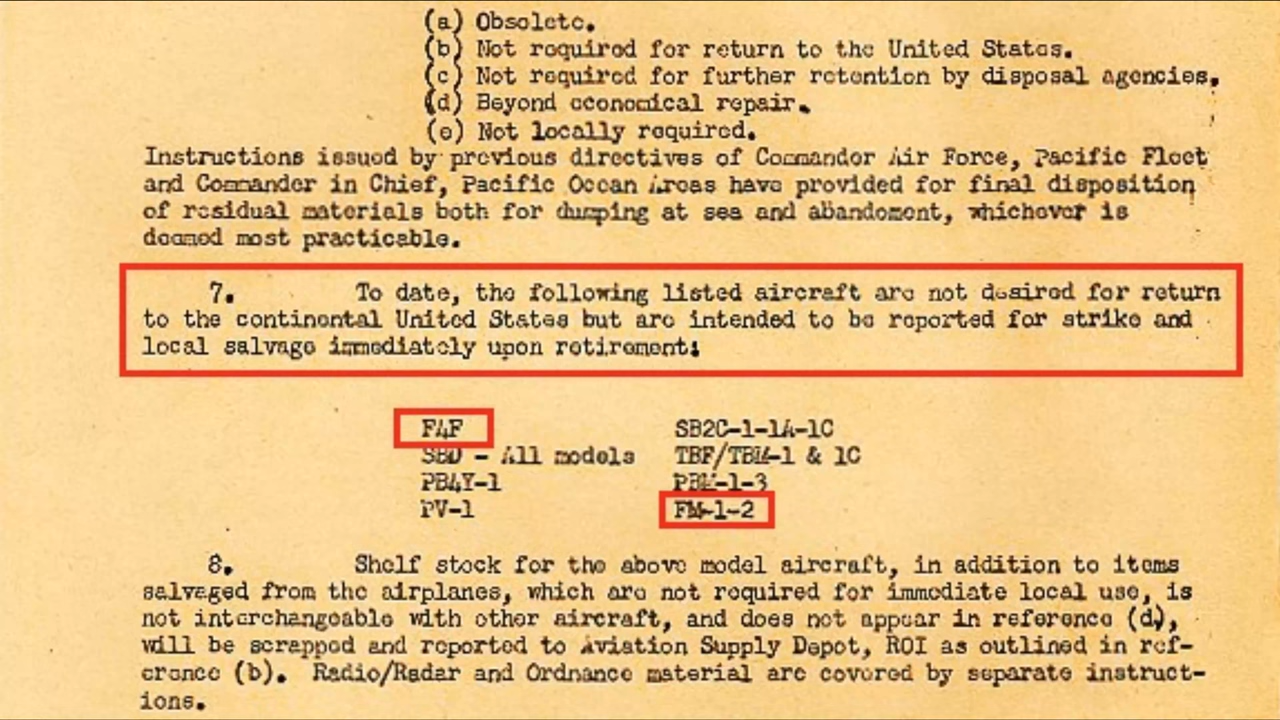 (a) Obsolete.
(b) Not required for return to the United States.
(c) Not required for further retention by disposal agencies.
(d) Beyond economical repair.
(e) Not locally required.
Instructions issued by previous directives of Commander Air Force, Pacific Fleet
and Commander in Chief, Pacific Ocean Areas have provided for final disposition
of residual materials both for dumping at sea and abandoment, whichever is
deemed most practicable.
7. To date, the following listed aircraft are not desired for return
to the continental United States but are intended to be reported for strike and
local salvage immediately upon retirement:
F4F SB2C-1-1A-1C
SBD - All models TBF/TBM-1 & 1C
PB4Y-1 PBM-1-3
PV-1 FM-1-2
8. Shelf stock for the above model aircraft, in addition to items
salvaged from the airplanes, which are not required for immediate local use, is
not interchangeable with other aircraft, and does not appear in reference (d),
will be scrapped and reported to Aviation Supply Depot, ROI as outlined in ref-
erence (b). Radio/Radar and Ordnance material are covered by separate instruct-
ions.